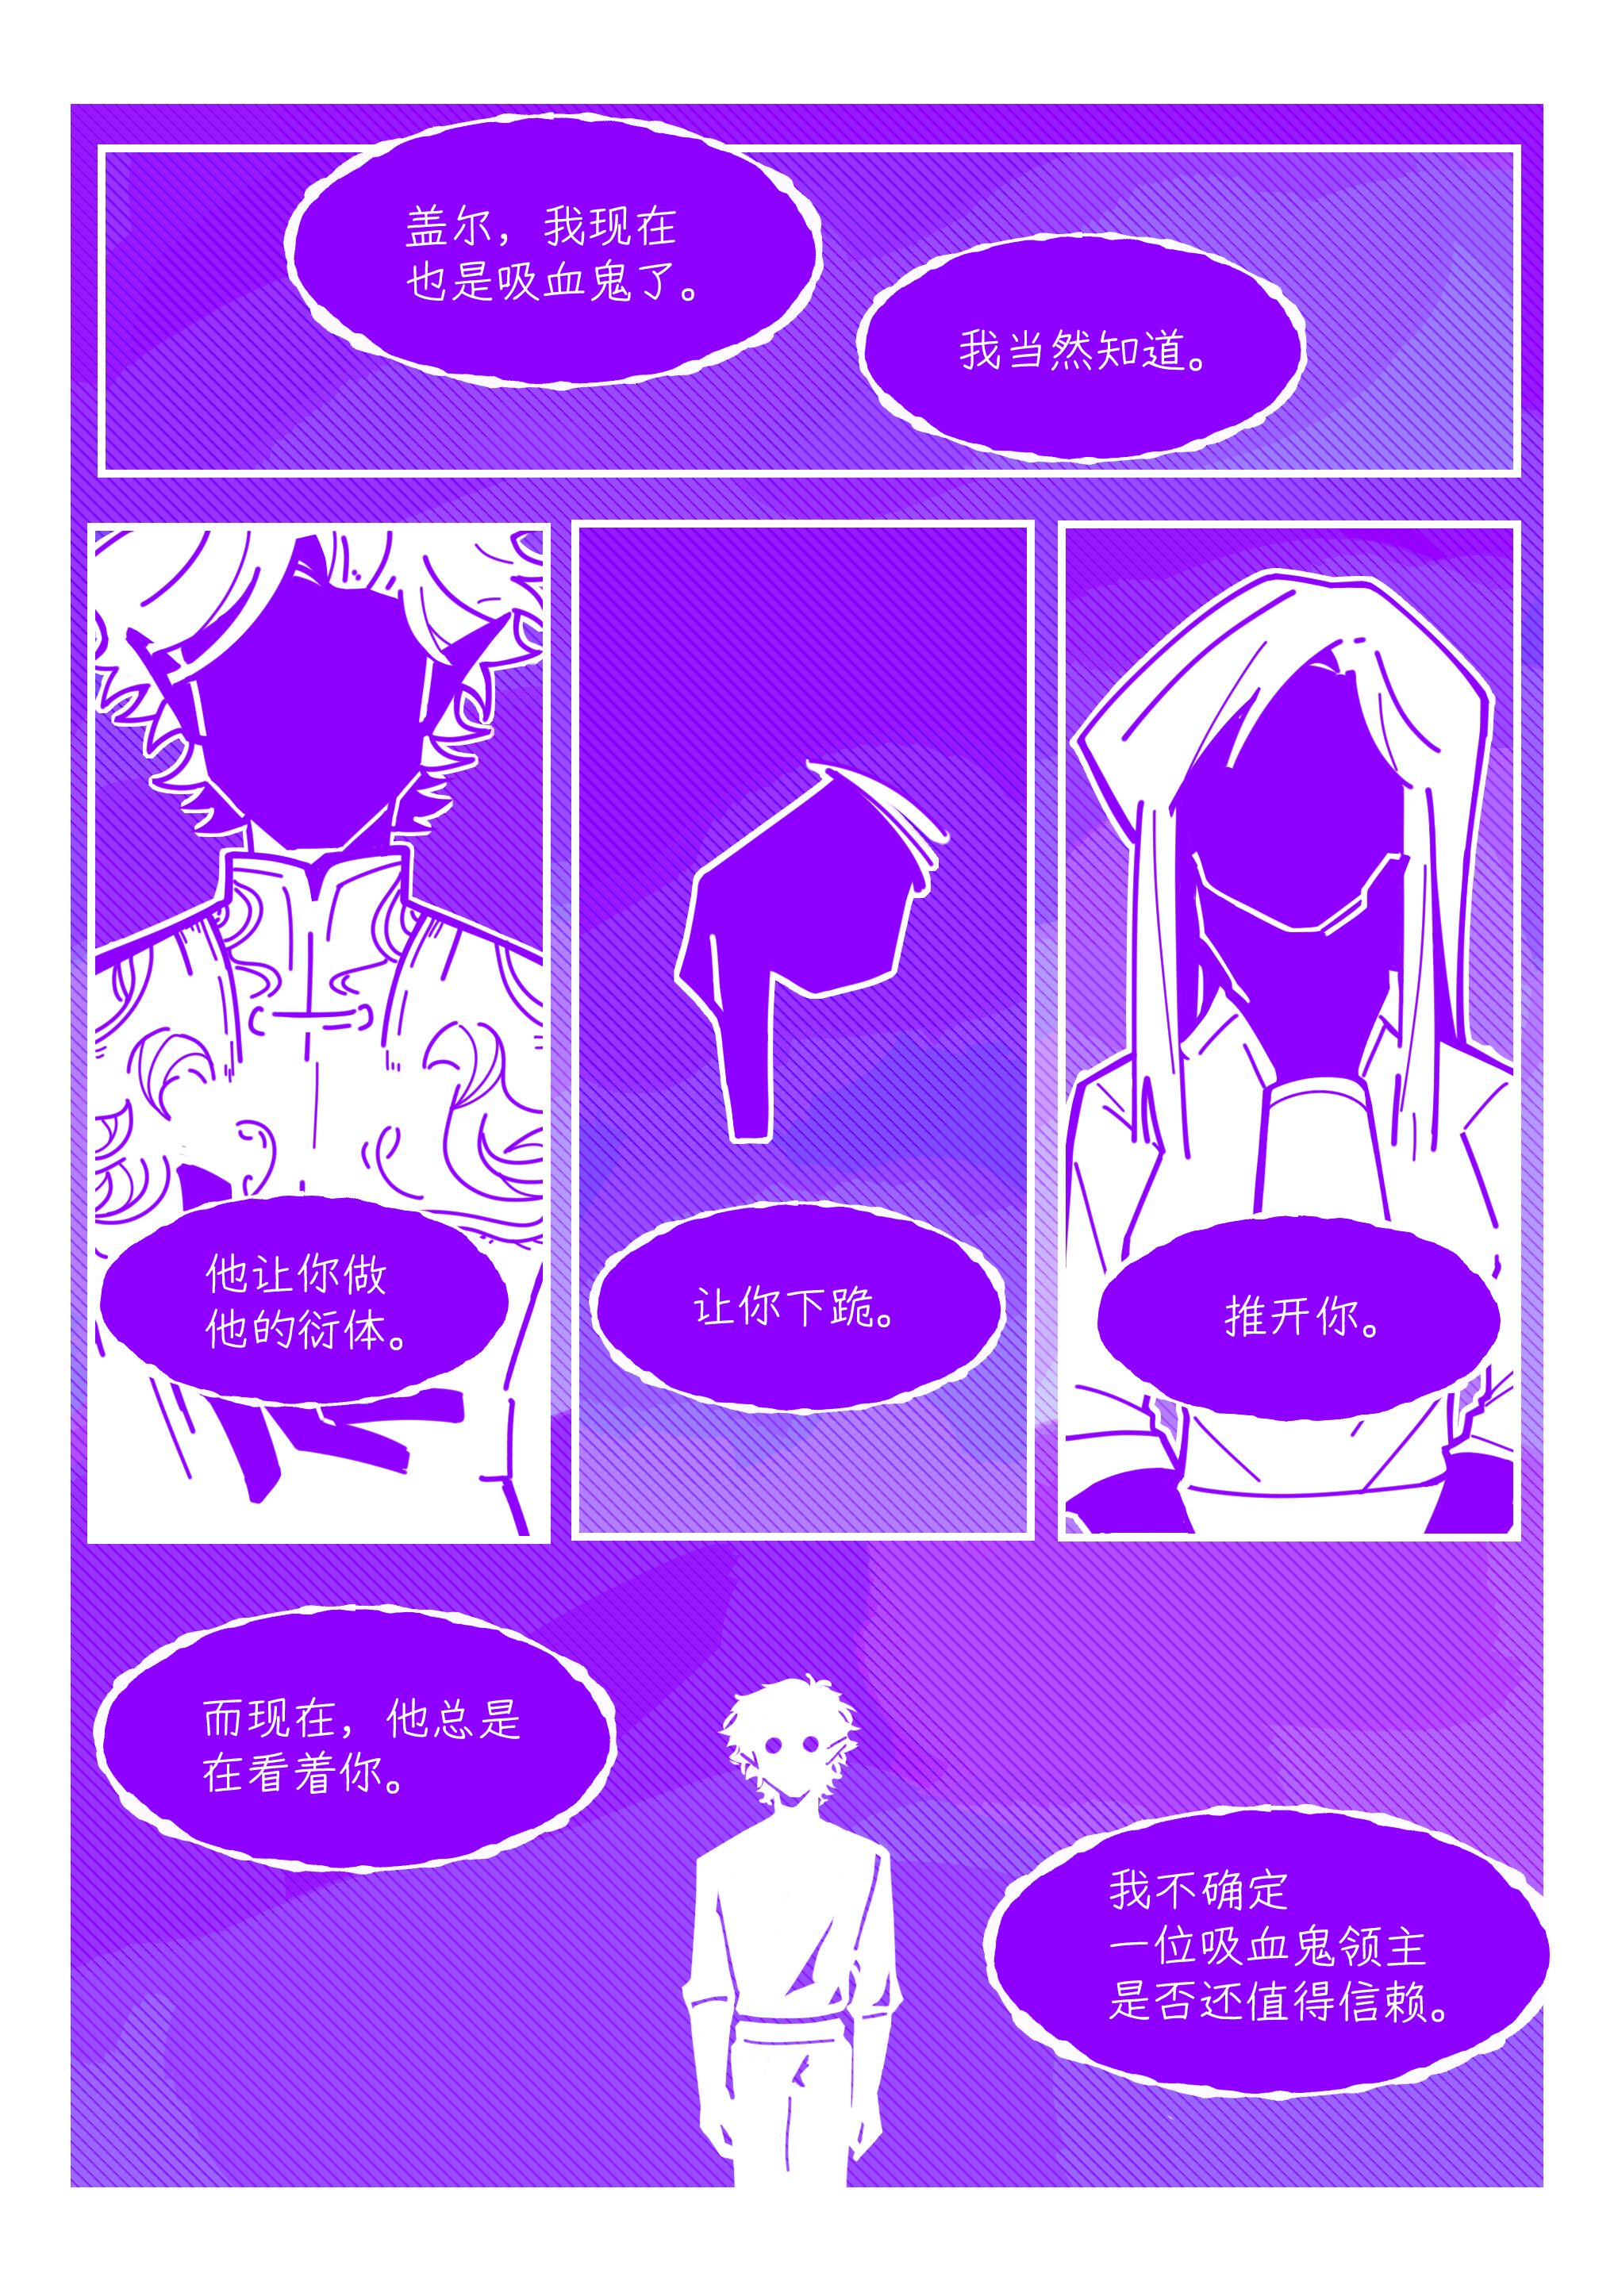 盖尔，我现在
也是吸血鬼了。
我当然知道。
他让你做
他的衍体。
让你下跪。
推开你。
而现在，他总是
在看着你。
我不确定
一位吸血鬼领主
是否还值得信赖。